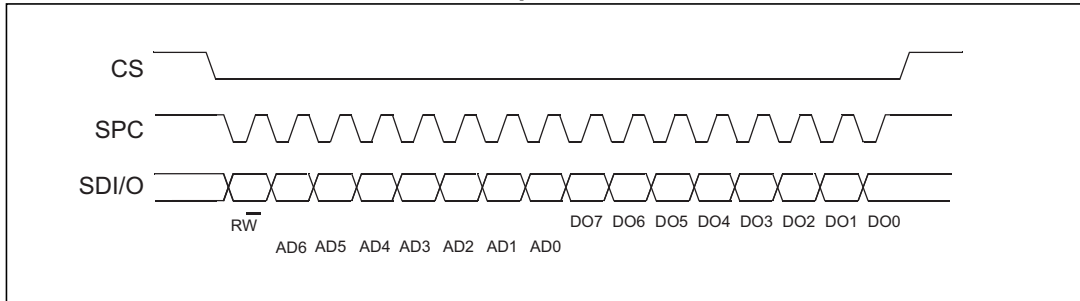 CS
SPC
SDI/O
RW̅
DO7 DO6 DO5 DO4 DO3 DO2 DO1 DO0
AD6 AD5 AD4 AD3 AD2 AD1 AD0